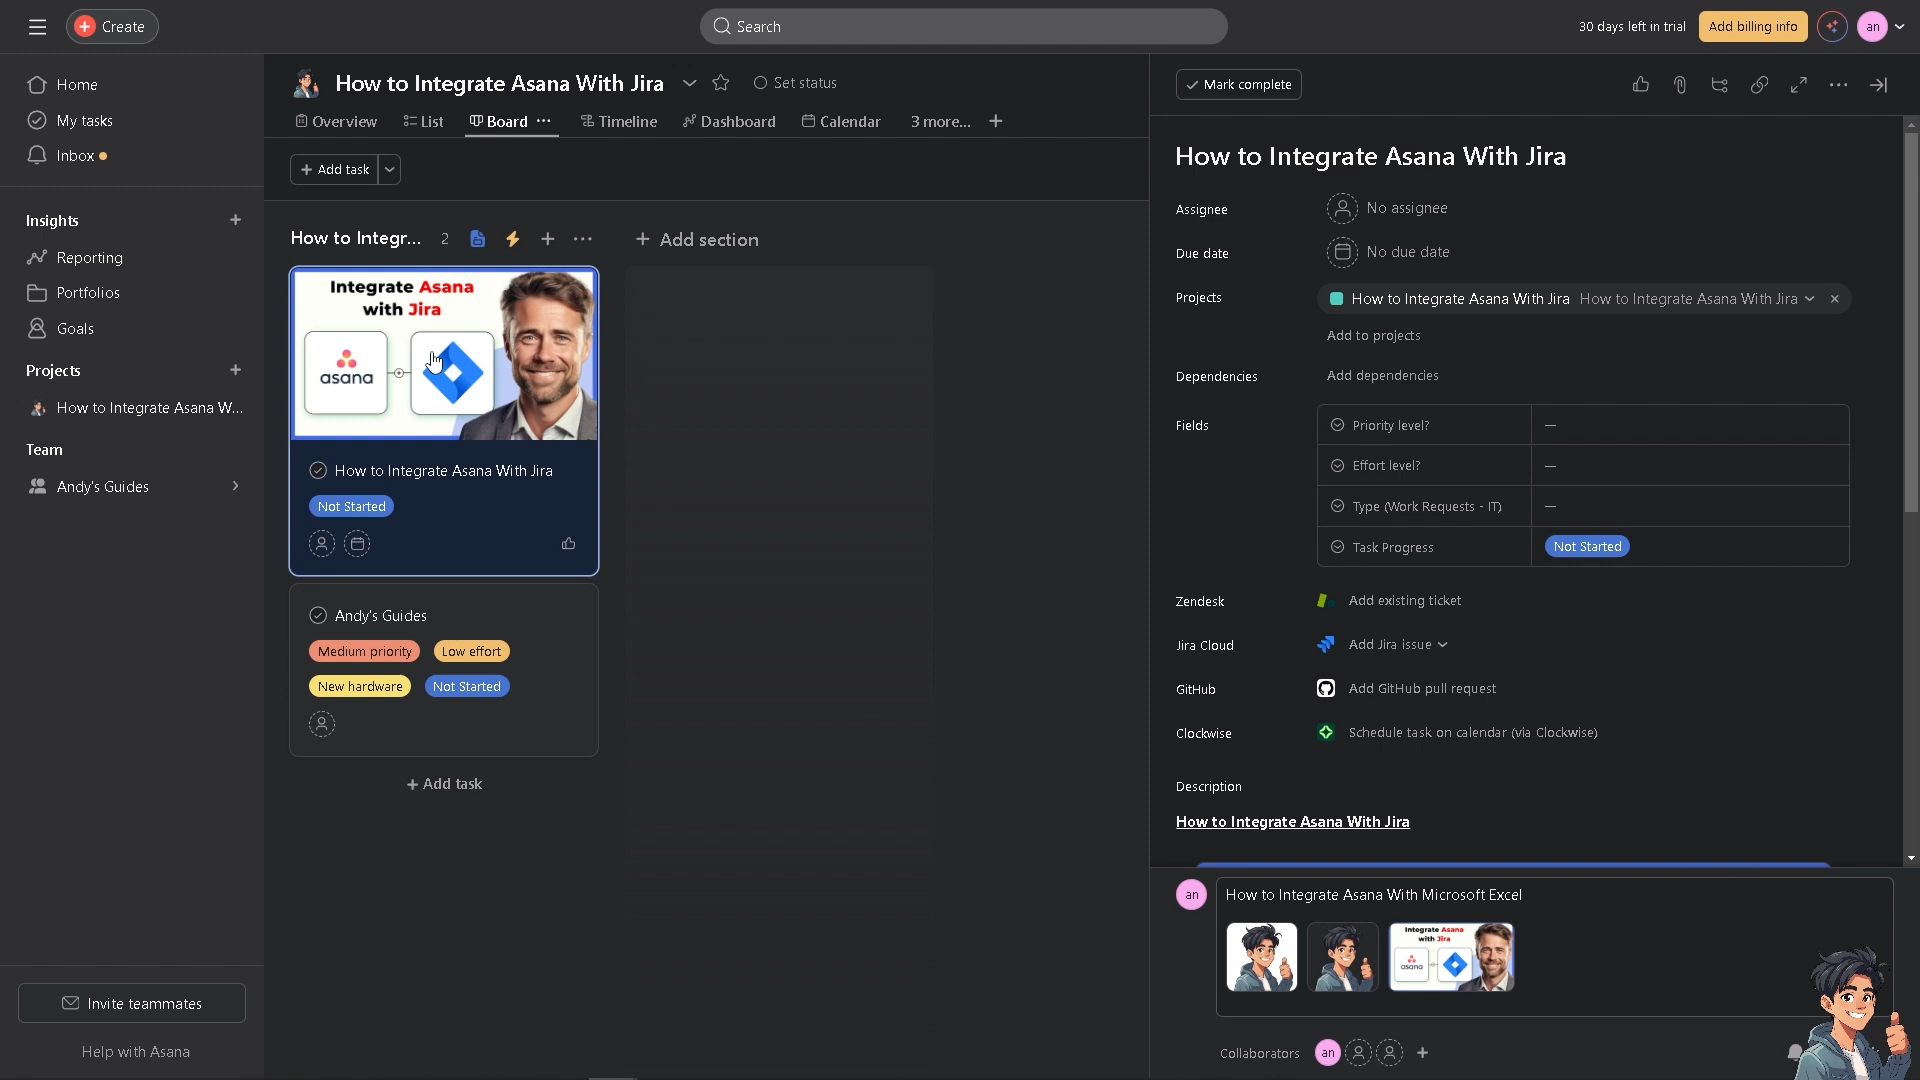 Create
Search
30 days left in trial
Add billing info
an
Home
My tasks
Inbox
Insights
Reporting
Portfolios
Goals
Projects
How to Integrate Asana W...
Team
Andy's Guides
Invite teammates
Help with Asana
How to Integrate Asana With Jira
Set status
Overview
List
Board
Timeline
Dashboard
Calendar
3 more...
Add task
How to Integr...
2
Add section
Integrate Asana
with Jira
asana
How to Integrate Asana With Jira
Not Started
Andy's Guides
Medium priority
Low effort
New hardware
Not Started
Add task
Mark complete
How to Integrate Asana With Jira
Assignee
No assignee
Due date
No due date
Projects
How to Integrate Asana With Jira How to Integrate Asana With Jira
Add to projects
Dependencies
Add dependencies
Fields
Priority level?
—
Effort level?
—
Type (Work Requests - IT)
—
Task Progress
Not Started
Zendesk
Add existing ticket
Jira Cloud
Add Jira issue
GitHub
Add GitHub pull request
Clockwise
Schedule task on calendar (via Clockwise)
Description
How to Integrate Asana With Jira
an
How to Integrate Asana With Microsoft Excel
Integrate Asana
with Jira
asana
Collaborators
an